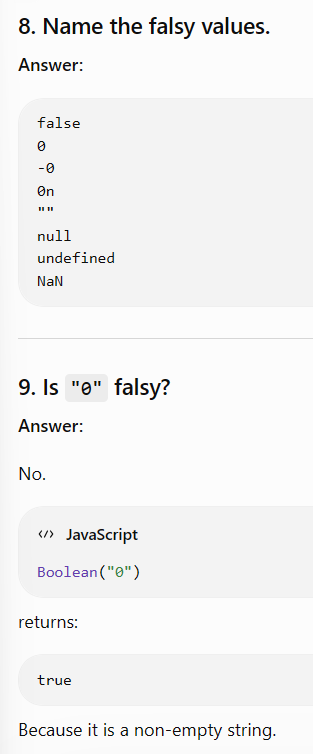 8. Name the falsy values.
Answer:
false
0
-0
0n
""
null
undefined
NaN
9. Is "0" falsy?
Answer:
No.
</> JavaScript
Boolean("0")
returns:
true
Because it is a non-empty string.